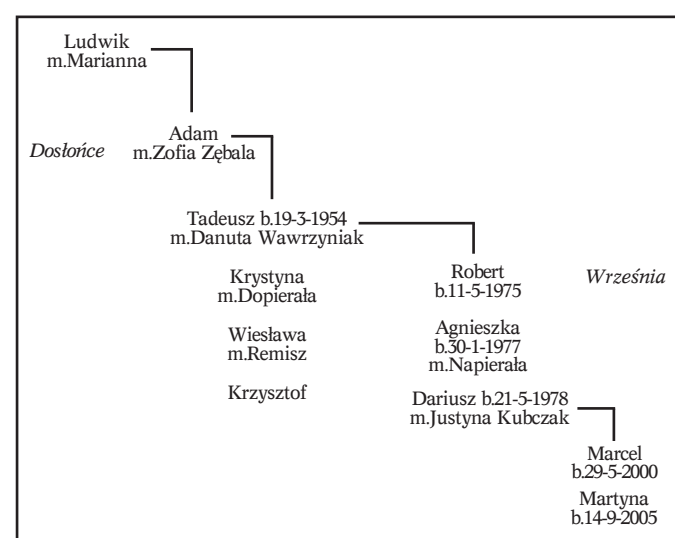 Ludwik
m.Marianna
Adam
Dosłońce
m.Zofia Zębala
Tadeusz b.19-3-1954
m.Danuta Wawrzyniak
Krystyna
m.Dopierała
Robert
b.11-5-1975
Września
Wiesława
m.Remisz
Agnieszka
b.30-1-1977
m.Napierała
Krzysztof
Dariusz b.21-5-1978
m.Justyna Kubczak
Marcel
b.29-5-2000
Martyna
b.14-9-2005